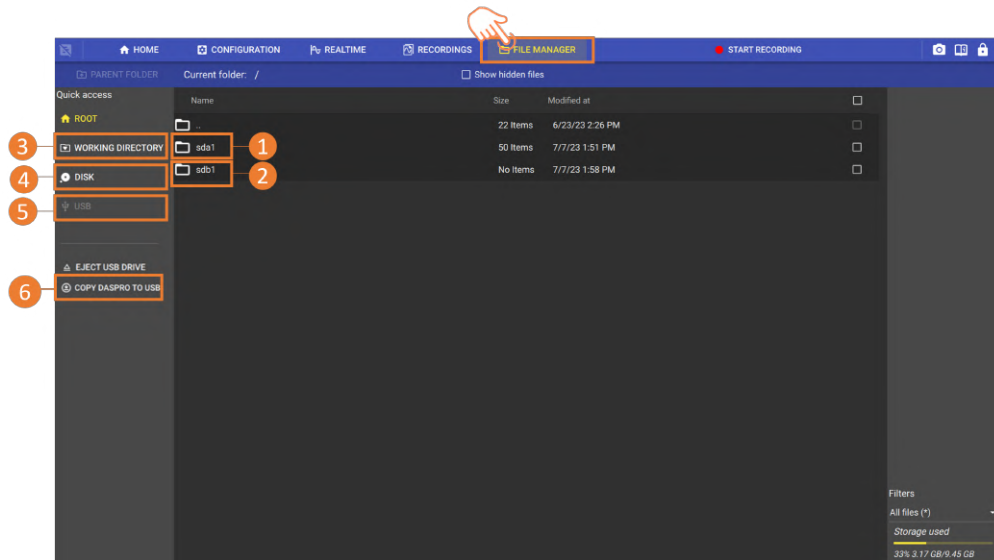 HOME CONFIGURATION REALTIME RECORDINGS FILE MANAGER START RECORDING
PARENT FOLDER Current folder: / Show hidden files
Quick access
Name Size Modified at
ROOT
.. 22 Items 6/23/23 2:26 PM
3 WORKING DIRECTORY sda1 1 50 Items 7/7/23 1:51 PM
4 DISK sdb1 2 No Items 7/7/23 1:58 PM
5 USB
EJECT USB DRIVE
6 COPY DASPRO TO USB
Filters
All files (*)
Storage used
33% 3.17 GB/9.45 GB